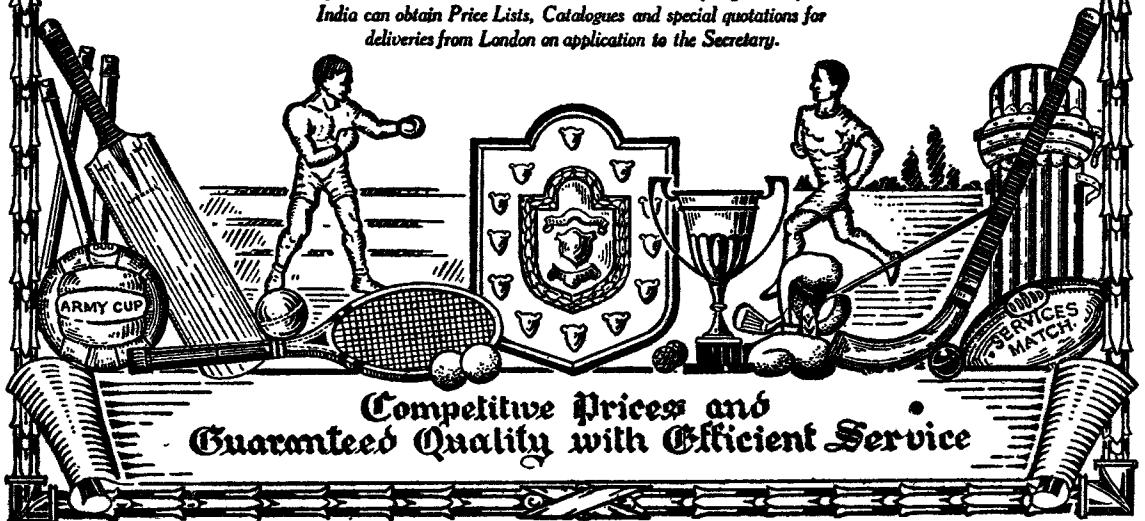 India can obtain Price Lists, Catalogues and special quotations for
deliveries from London on application to the Secretary.
ARMY CUP
SERVICES
MATCH.
Competitive Prices and
Guaranteed Quality with Efficient Service